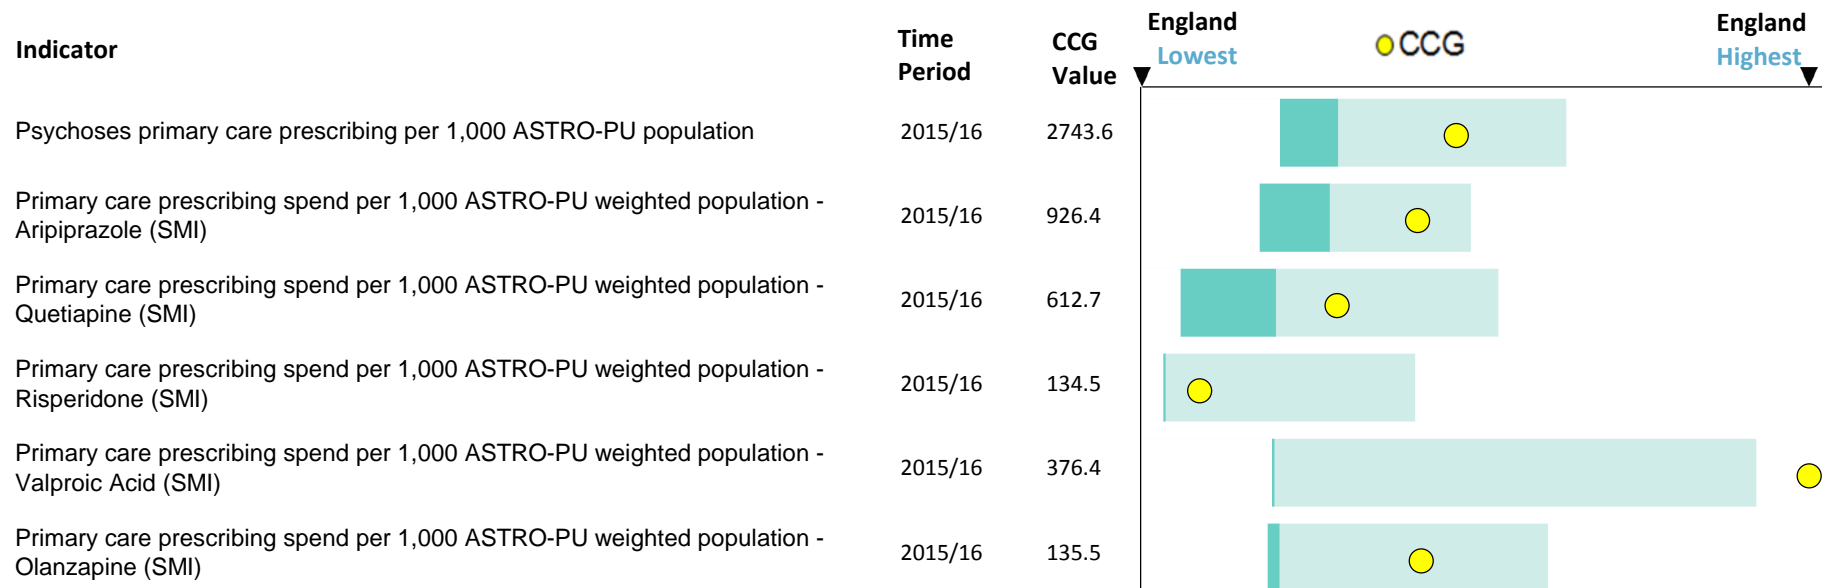 Indicator
Time
Period
CCG
Value
England
Lowest
CCG
England
Highest
Psychoses primary care prescribing per 1,000 ASTRO-PU population
2015/16
2743.6
Primary care prescribing spend per 1,000 ASTRO-PU weighted population -
Aripiprazole (SMI)
2015/16
926.4
Primary care prescribing spend per 1,000 ASTRO-PU weighted population -
Quetiapine (SMI)
2015/16
612.7
Primary care prescribing spend per 1,000 ASTRO-PU weighted population -
Risperidone (SMI)
2015/16
134.5
Primary care prescribing spend per 1,000 ASTRO-PU weighted population -
Valproic Acid (SMI)
2015/16
376.4
Primary care prescribing spend per 1,000 ASTRO-PU weighted population -
Olanzapine (SMI)
2015/16
135.5